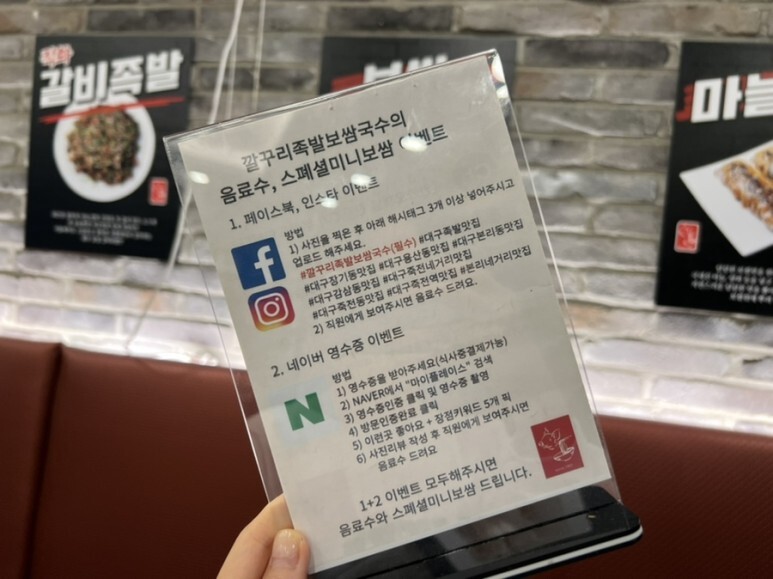 직화
갈비족발
보쌈
마늘
깔꾸리족발보쌈국수의
음료수, 스페셜미니보쌈 이벤트
1. 페이스북, 인스타 이벤트
방법
1) 사진을 찍은 후 아래 해시태그 3개 이상 넣어주시고
업로드 해주세요.
#깔꾸리족발보쌈국수(필수) #대구족발맛집
#대구장기동맛집 #대구용산동맛집 #대구본리동맛집
#대구감삼동맛집 #대구죽전네거리맛집
#대구죽전동맛집 #대구죽전역맛집 #본리네거리맛집
2) 직원에게 보여주시면 음료수 드려요.
2. 네이버 영수증 이벤트
방법
1) 영수증을 받아주세요(식사중결제가능)
2) NAVER에서 "마이플레이스" 검색
3) 영수증인증 클릭 및 영수증 촬영
4) 방문인증완료 클릭
5) 이런곳 좋아요 + 장점키워드 5개 픽
6) 사진리뷰 작성 후 직원에게 보여주시면
음료수 드려요
N
1+2 이벤트 모두해주시면
음료수와 스페셜미니보쌈 드립니다.